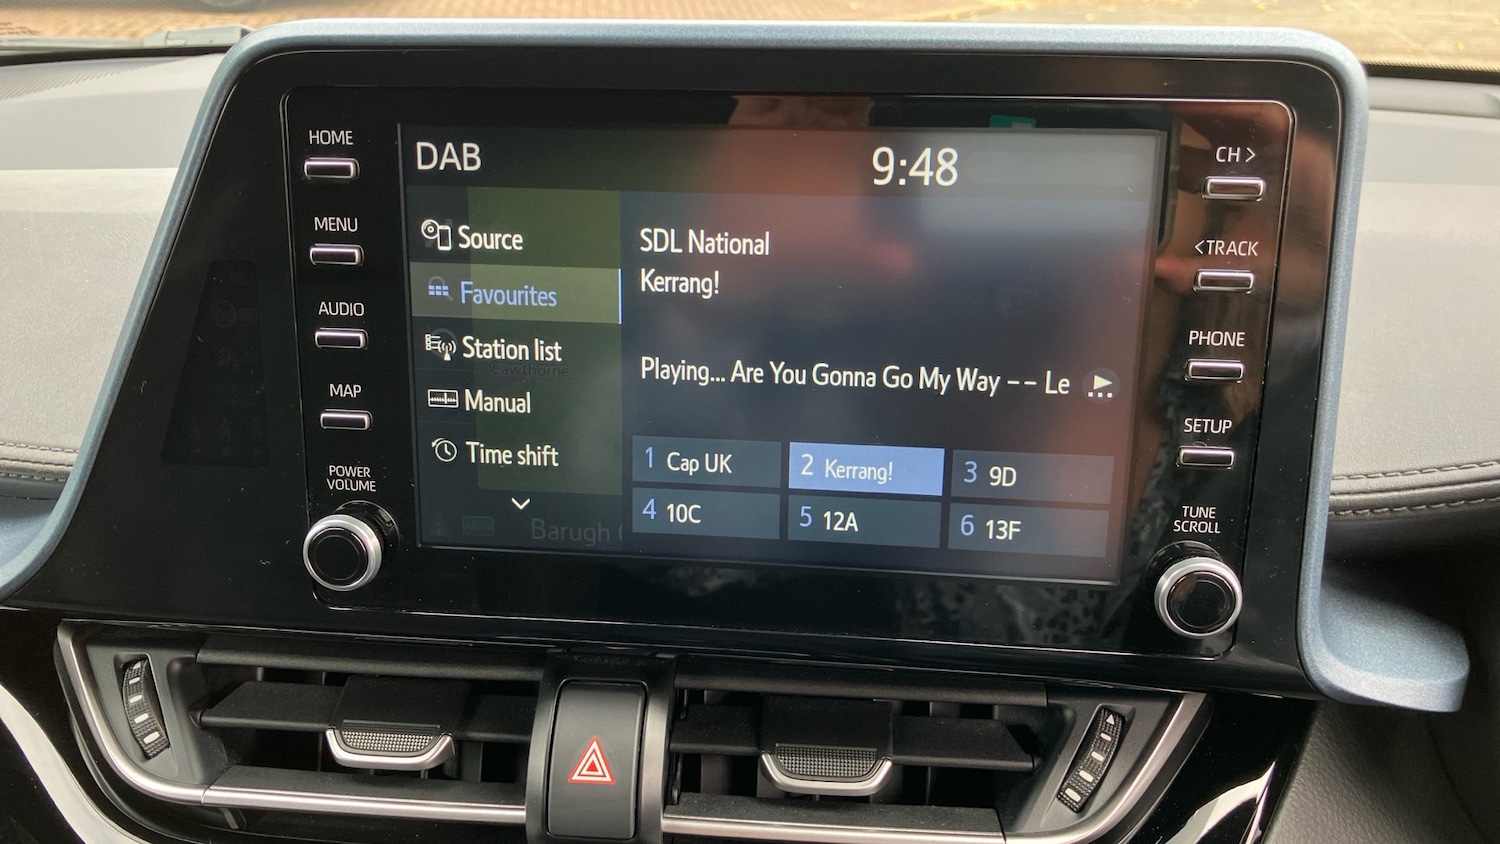 HOME
MENU
AUDIO
MAP
POWER
VOLUME
DAB
9:48
Source
Favourites
Station list
Cawthorne
Manual
Time shift
Barugh
SDL National
Kerrang!
Playing... Are You Gonna Go My Way -- Le
1 Cap UK
2 Kerrang!
3 9D
4 10C
5 12A
6 13F
CH >
< TRACK
PHONE
SETUP
TUNE
SCROLL